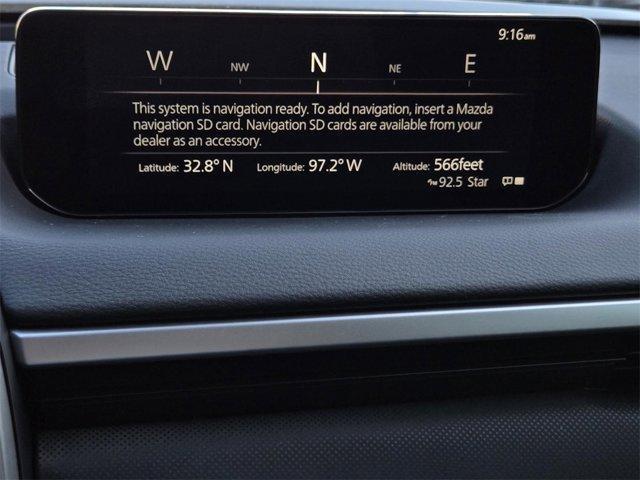 9:16am
W NW N NE E
This system is navigation ready. To add navigation, insert a Mazda
navigation SD card. Navigation SD cards are available from your
dealer as an accessory.
Latitude: 32.8° N Longitude: 97.2° W Altitude: 566feet
FM 92.5 Star